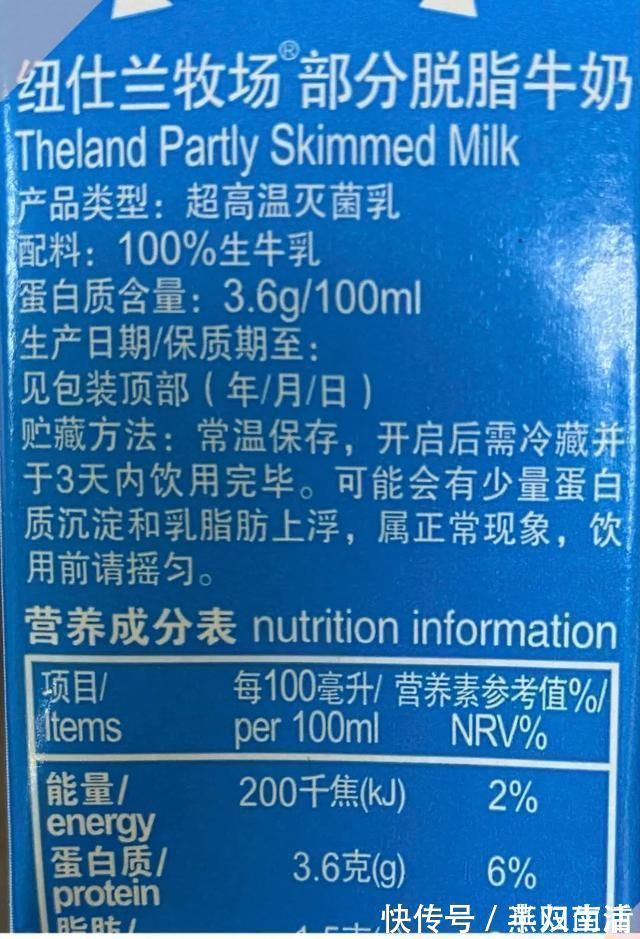 纽仕兰牧场®部分脱脂牛奶
Theland Partly Skimmed Milk
产品类型：超高温灭菌乳
配料：100%生牛乳
蛋白质含量：3.6g/100ml
生产日期/保质期至：
见包装顶部（年/月/日）
贮藏方法：常温保存，开启后需冷藏并
于3天内饮用完毕。可能会有少量蛋白
质沉淀和乳脂肪上浮，属正常现象，饮
用前请摇匀。
营养成分表 nutrition information
项目/ 每100毫升/ 营养素参考值%/
Items per 100ml NRV%
能量/ 200千焦(kJ) 2%
energy
蛋白质/ 3.6克(g) 6%
protein
脂肪/
快传号 /